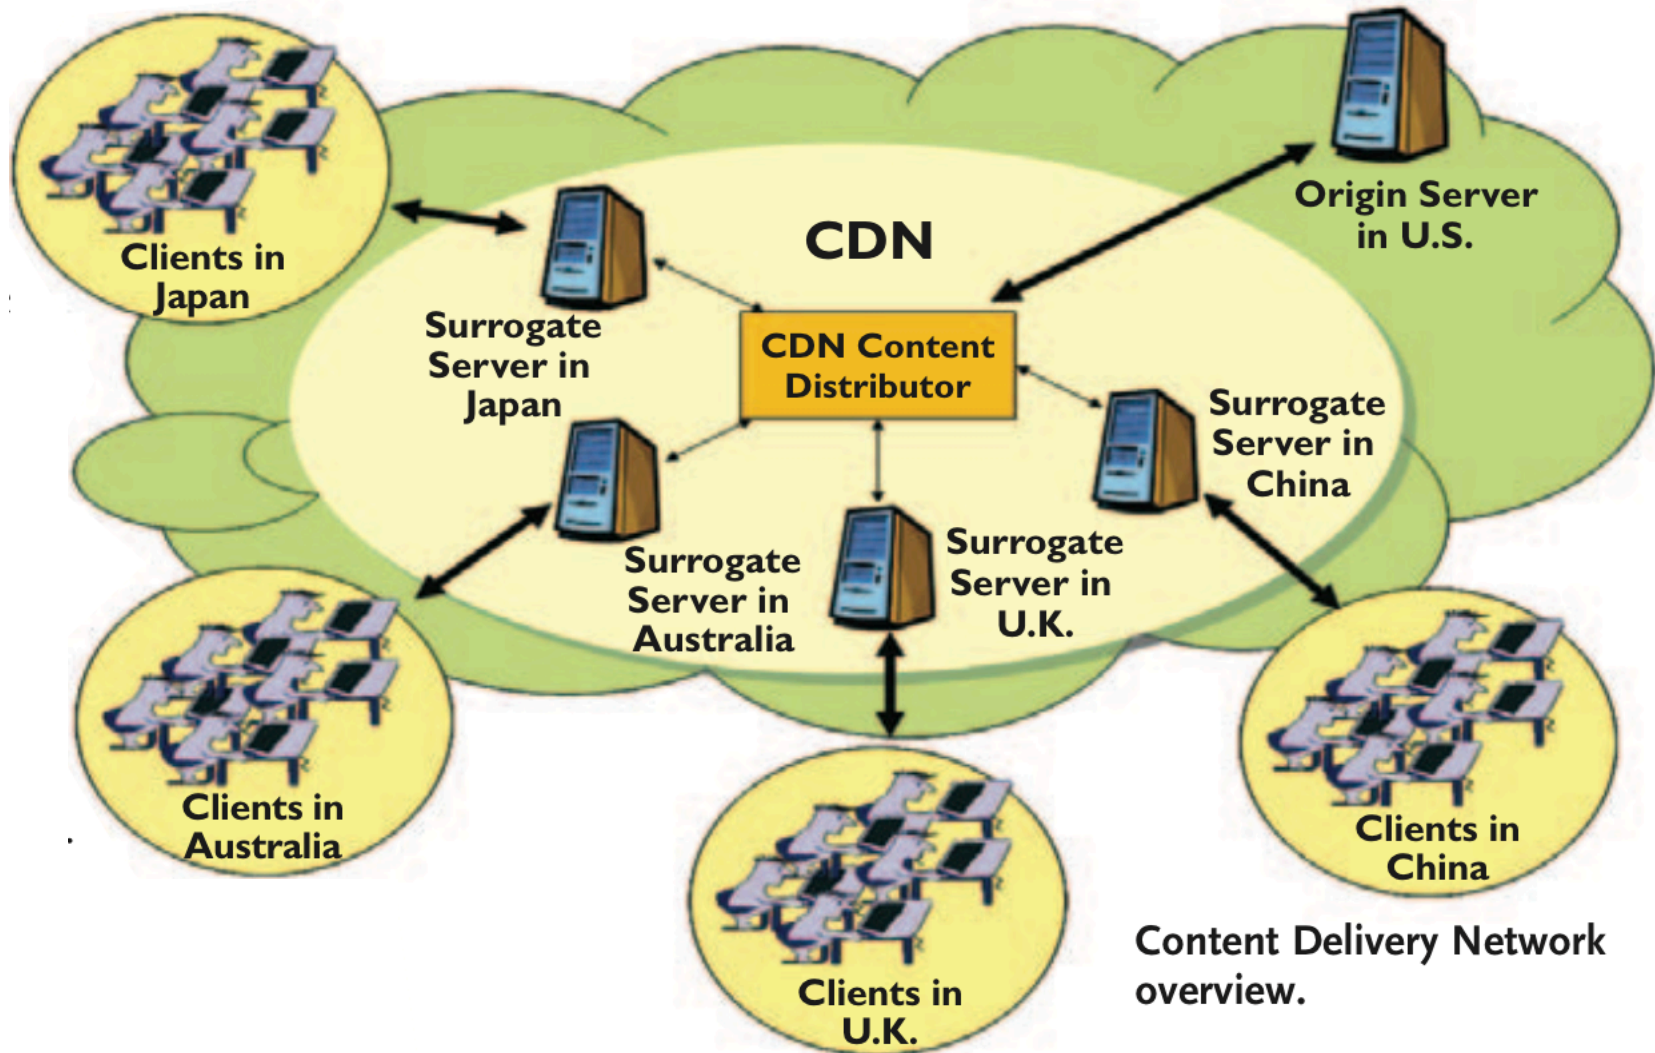 CDN
Origin Server
in U.S.
Clients in
Japan
Surrogate
Server in
Japan
CDN Content
Distributor
Surrogate
Server in
China
Surrogate
Server in
Australia
Surrogate
Server in
U.K.
Clients in
Australia
Clients in
China
Clients in
U.K.
Content Delivery Network
overview.